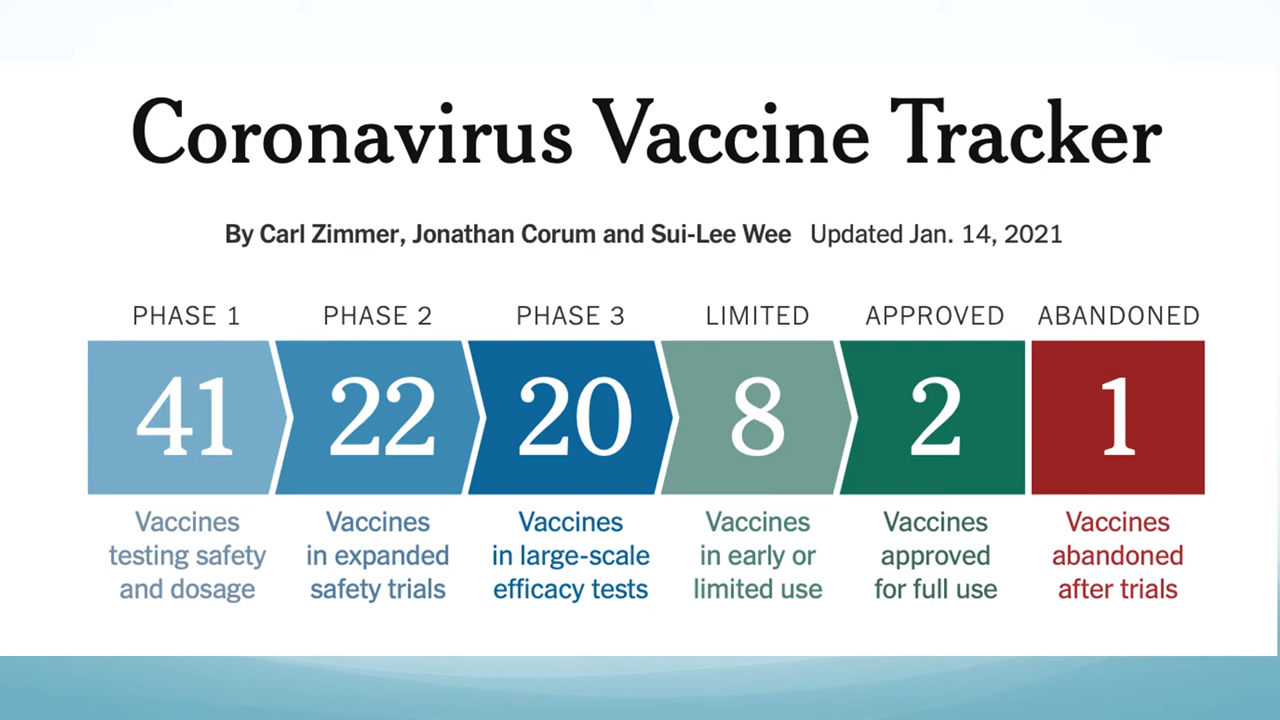 Coronavirus Vaccine Tracker
By Carl Zimmer, Jonathan Corum and Sui-Lee Wee Updated Jan. 14, 2021
PHASE 1 PHASE 2 PHASE 3 LIMITED APPROVED ABANDONED
41 22 20 8 2 1
Vaccines Vaccines Vaccines Vaccines Vaccines Vaccines
testing safety in expanded in large-scale in early or approved abandoned
and dosage safety trials efficacy tests limited use for full use after trials